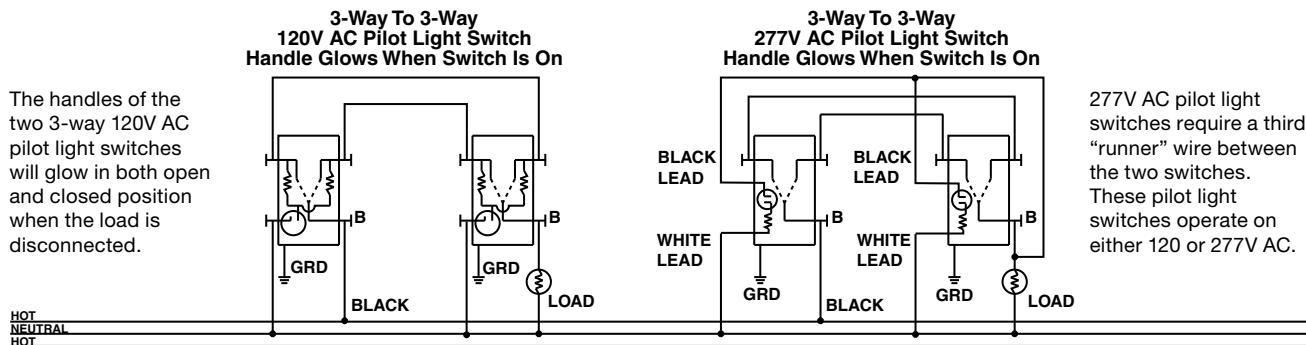 3-Way To 3-Way
120V AC Pilot Light Switch
Handle Glows When Switch Is On
The handles of the
two 3-way 120V AC
pilot light switches
will glow in both open
and closed position
when the load is
disconnected.
B
B
GRD
GRD
BLACK
LOAD
3-Way To 3-Way
277V AC Pilot Light Switch
Handle Glows When Switch Is On
BLACK
LEAD
BLACK
LEAD
B
B
WHITE
LEAD
WHITE
LEAD
GRD
GRD
LOAD
277V AC pilot light
switches require a third
“runner” wire between
the two switches.
These pilot light
switches operate on
either 120 or 277V AC.
HOT
NEUTRAL
HOT